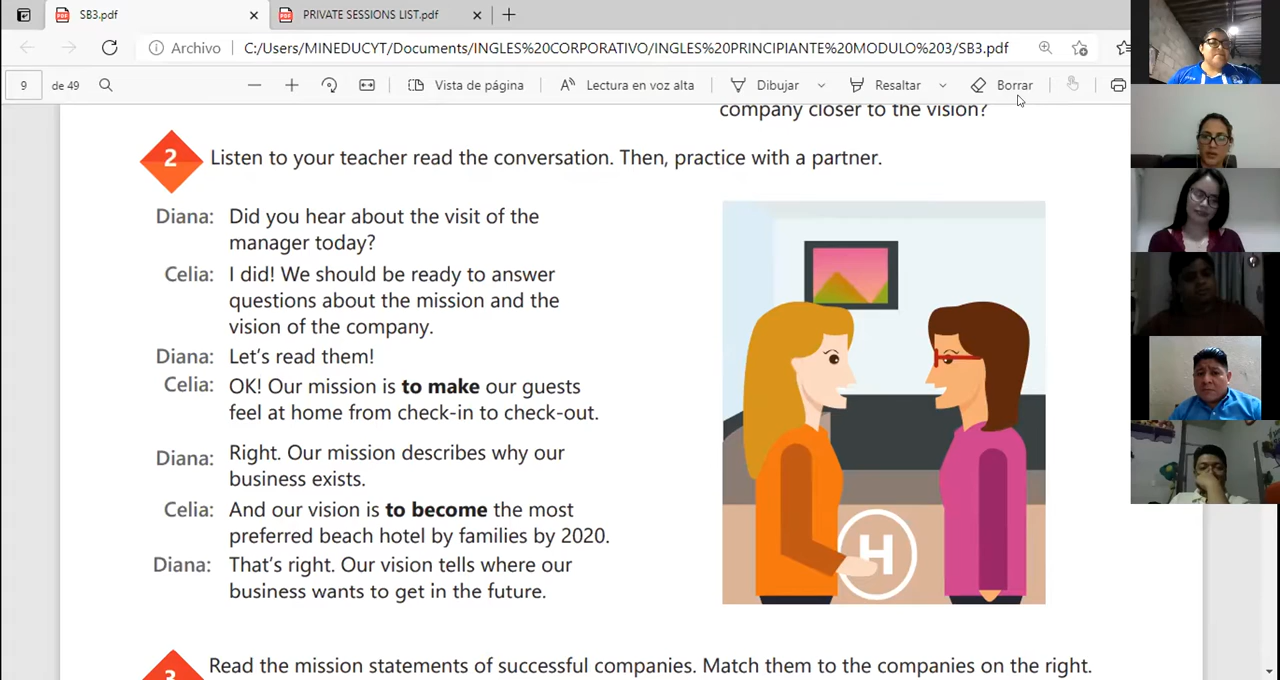 SB3.pdf
PRIVATE SESSIONS LIST.pdf
Archivo
C:/Users/MINEDUCYT/Documents/INGLES%20CORPORATIVO/INGLES%20PRINCIPIANTE%20MODULO%203/SB3.pdf
9
de 49
Vista de página
Lectura en voz alta
Dibujar
Resaltar
Borrar
company closer to the vision?
2
Listen to your teacher read the conversation. Then, practice with a partner.
Diana: Did you hear about the visit of the
manager today?
Celia: I did! We should be ready to answer
questions about the mission and the
vision of the company.
Diana: Let's read them!
Celia: OK! Our mission is to make our guests
feel at home from check-in to check-out.
Diana: Right. Our mission describes why our
business exists.
Celia: And our vision is to become the most
preferred beach hotel by families by 2020.
Diana: That's right. Our vision tells where our
business wants to get in the future.
H
3
Read the mission statements of successful companies. Match them to the companies on the right.